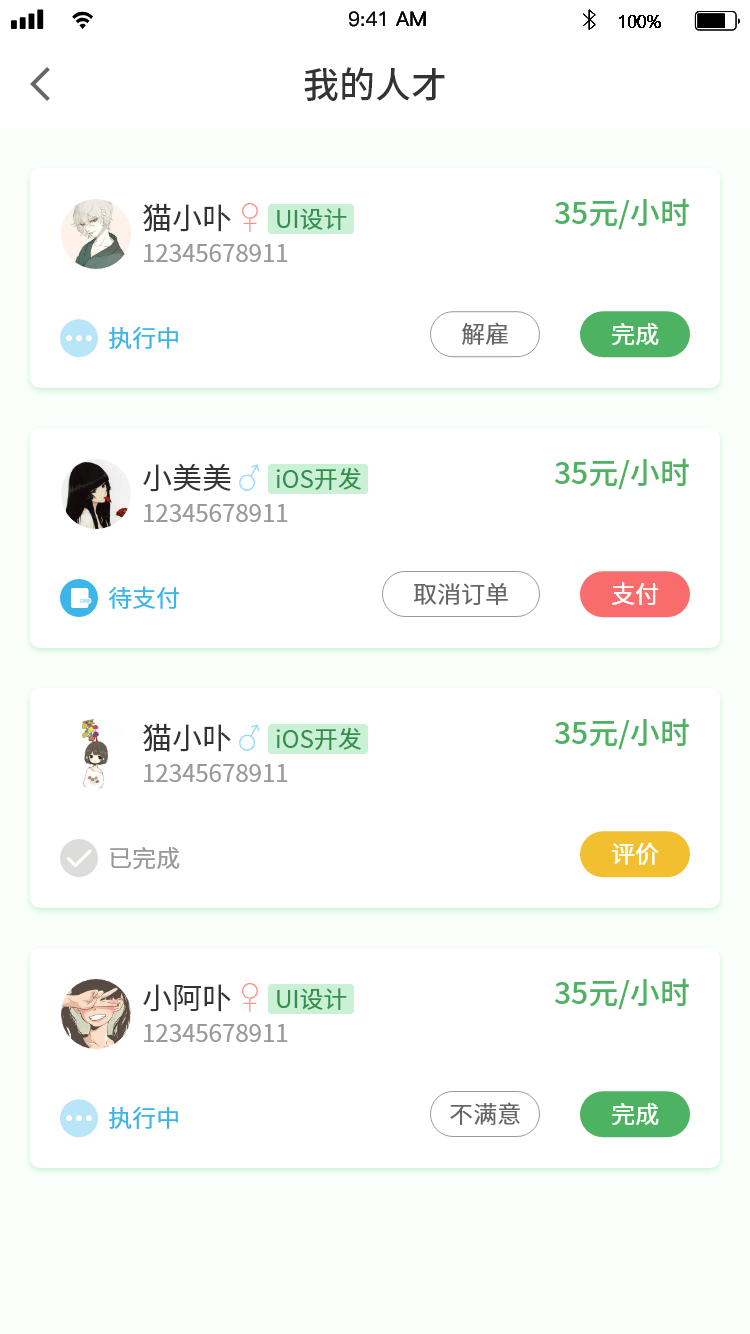 9:41 AM 100%
我的人才
猫小卟 UI设计 35元/小时
12345678911
执行中 解雇 完成
小美美 iOS开发 35元/小时
12345678911
待支付 取消订单 支付
猫小卟 iOS开发 35元/小时
12345678911
已完成 评价
小阿卟 UI设计 35元/小时
12345678911
执行中 不满意 完成